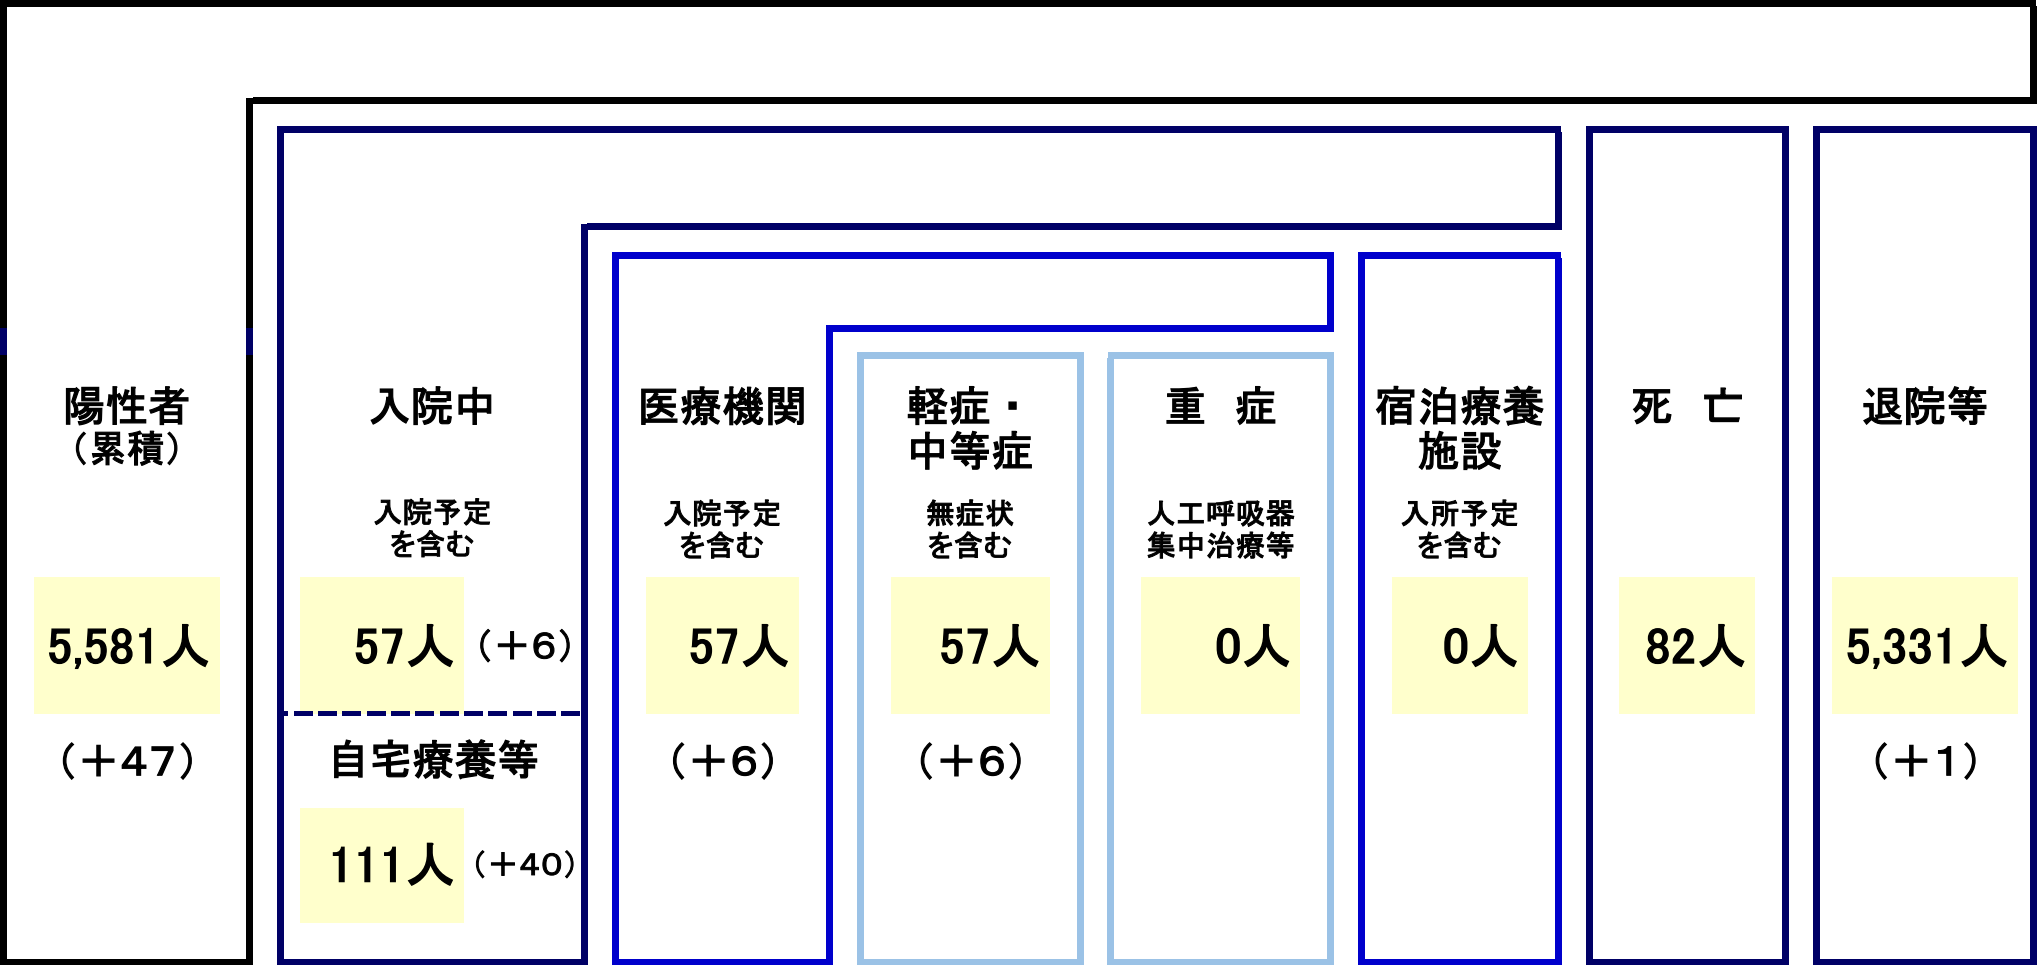 陽性者
（累積）
5,581人
（＋47）
入院中
入院予定
を含む
57人（＋6）
自宅療養等
111人（＋40）
医療機関
入院予定
を含む
57人
（＋6）
軽症・
中等症
無症状
を含む
57人
（＋6）
重　症
人工呼吸器
集中治療等
0人
宿泊療養
施設
入所予定
を含む
0人
死　亡
82人
退院等
5,331人
（＋1）